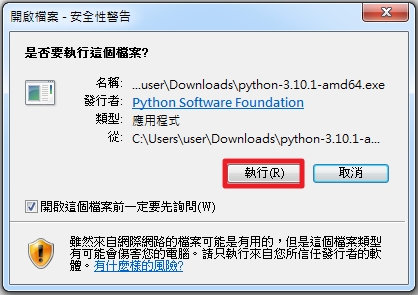 開啟檔案 - 安全性警告
是否要執行這個檔案?
名稱: ...user\Downloads\python-3.10.1-amd64.exe
發行者: Python Software Foundation
類型: 應用程式
從: C:\Users\user\Downloads\python-3.10.1-a...
執行(R) 取消
開啟這個檔案前一定要先詢問(W)
雖然來自網際網路的檔案可能是有用的，但是這個檔案類型
有可能會傷害您的電腦。請只執行來自您所信任發行者的軟
體。有什麼樣的風險?